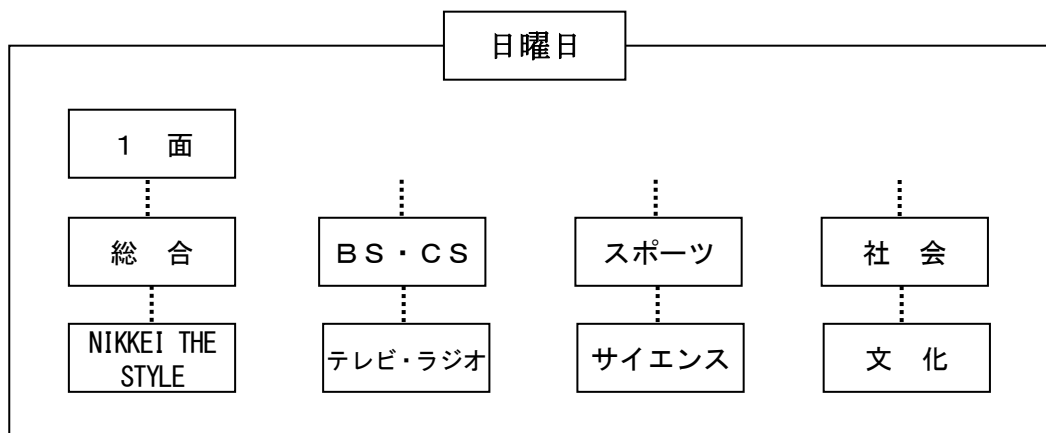 日曜日
１　面
総　合
ＢＳ・ＣＳ
スポーツ
社　会
NIKKEI THE
STYLE
テレビ・ラジオ
サイエンス
文　化